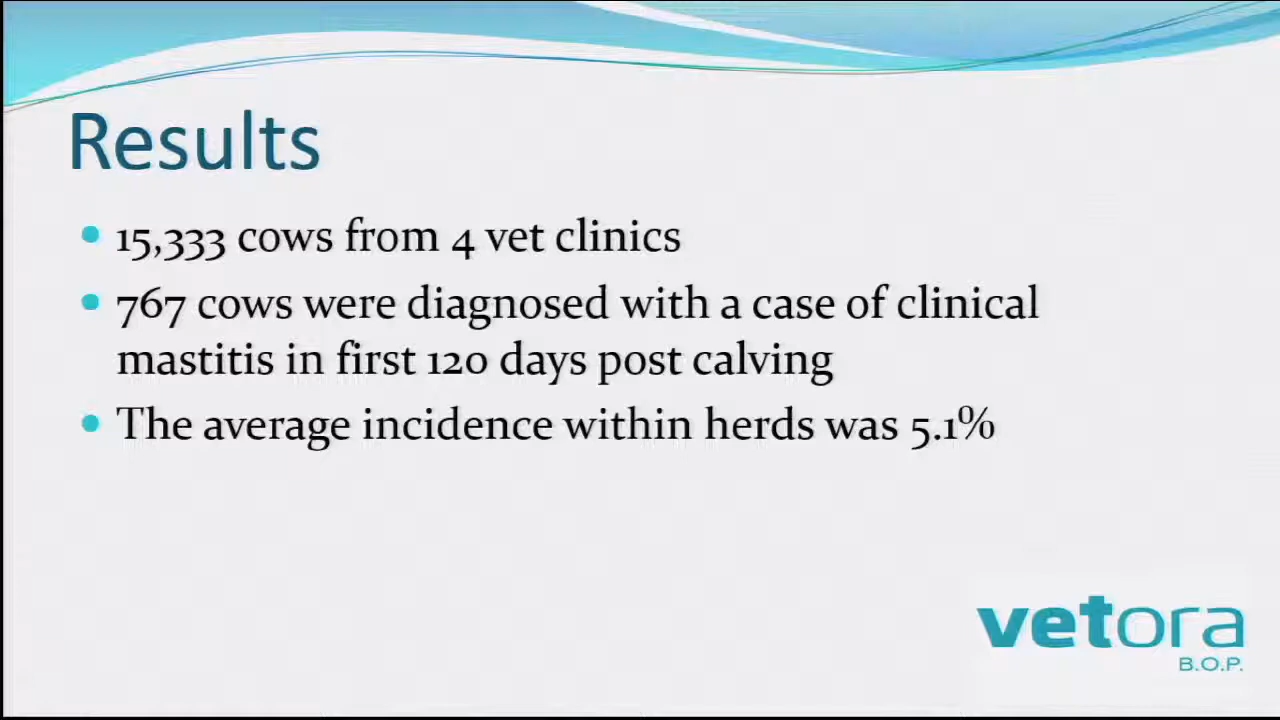 Results
15,333 cows from 4 vet clinics
767 cows were diagnosed with a case of clinical
mastitis in first 120 days post calving
The average incidence within herds was 5.1%
vetora
B.O.P.